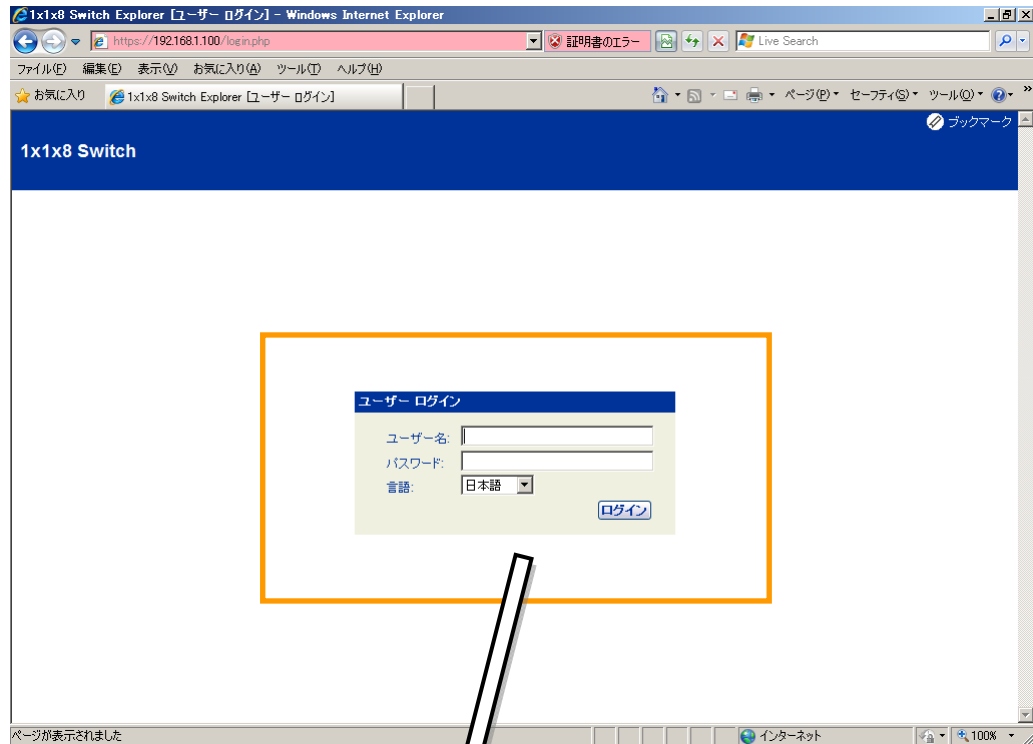 1x1x8 Switch Explorer [ユーザー ログイン] - Windows Internet Explorer
https://192.168.1.100/login.php 証明書のエラー Live Search
ファイル(F) 編集(E) 表示(V) お気に入り(A) ツール(T) ヘルプ(H)
お気に入り 1x1x8 Switch Explorer [ユーザー ログイン] ページ(P) セーフティ(S) ツール(O)
ブックマーク
1x1x8 Switch
ユーザー ログイン
ユーザー名:
パスワード:
言語: 日本語
ログイン
ページが表示されました インターネット 100%